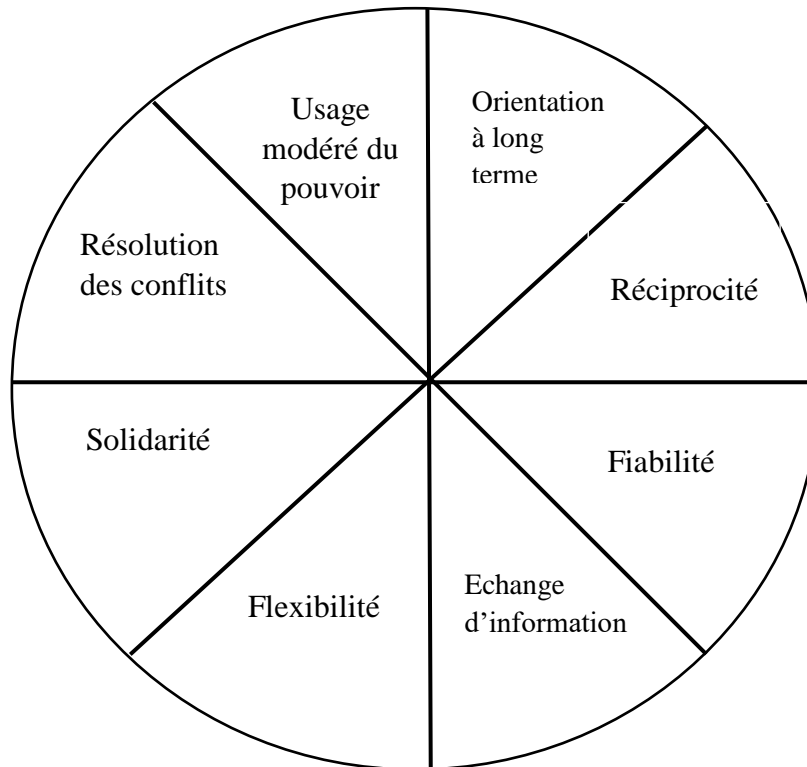 Usage
modéré du
pouvoir
Orientation
à long
terme
Réciprocité
Fiabilité
Echange
d’information
Flexibilité
Solidarité
Résolution
des conflits